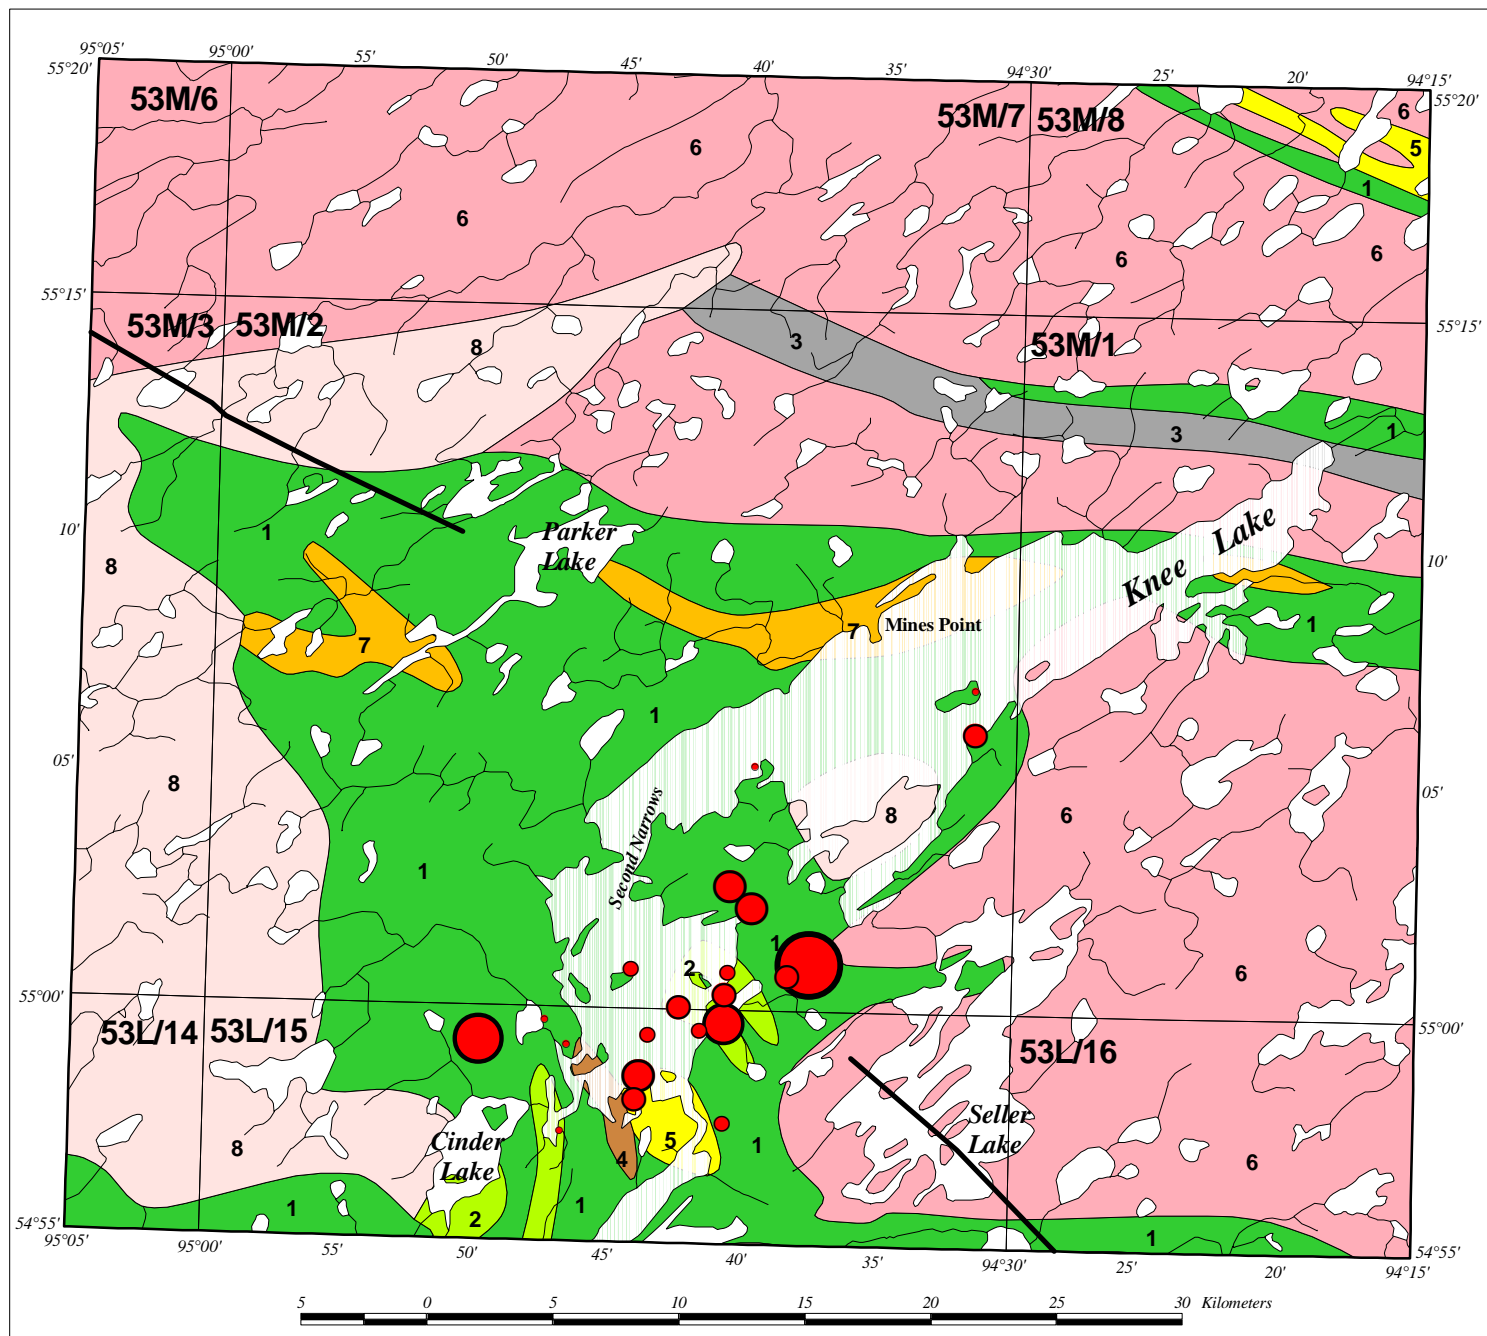 95°05' 95°00' 55' 50' 45' 40' 35' 94°30' 25' 20' 94°15'
55°20' 55°20'
53M/6 53M/7 53M/8
6
6
5
6
1
6
6
6
55°15' 55°15'
53M/3 53M/2 53M/1
8
3
3
1
10' 10'
1
Parker
Lake
Knee Lake
8
7
7
Mines Point
1
1
05' 05'
8
8
6
Second Narrows
1
1
2
6
55°00' 55°00'
53L/14 53L/15 53L/16
Seller
Lake
Cinder
Lake
8
5
4
1
6
1
2
1
1
54°55' 54°55'
95°05' 95°00' 55' 50' 45' 40' 35' 94°30' 25' 20' 94°15'
5 0 5 10 15 20 25 30 Kilometers